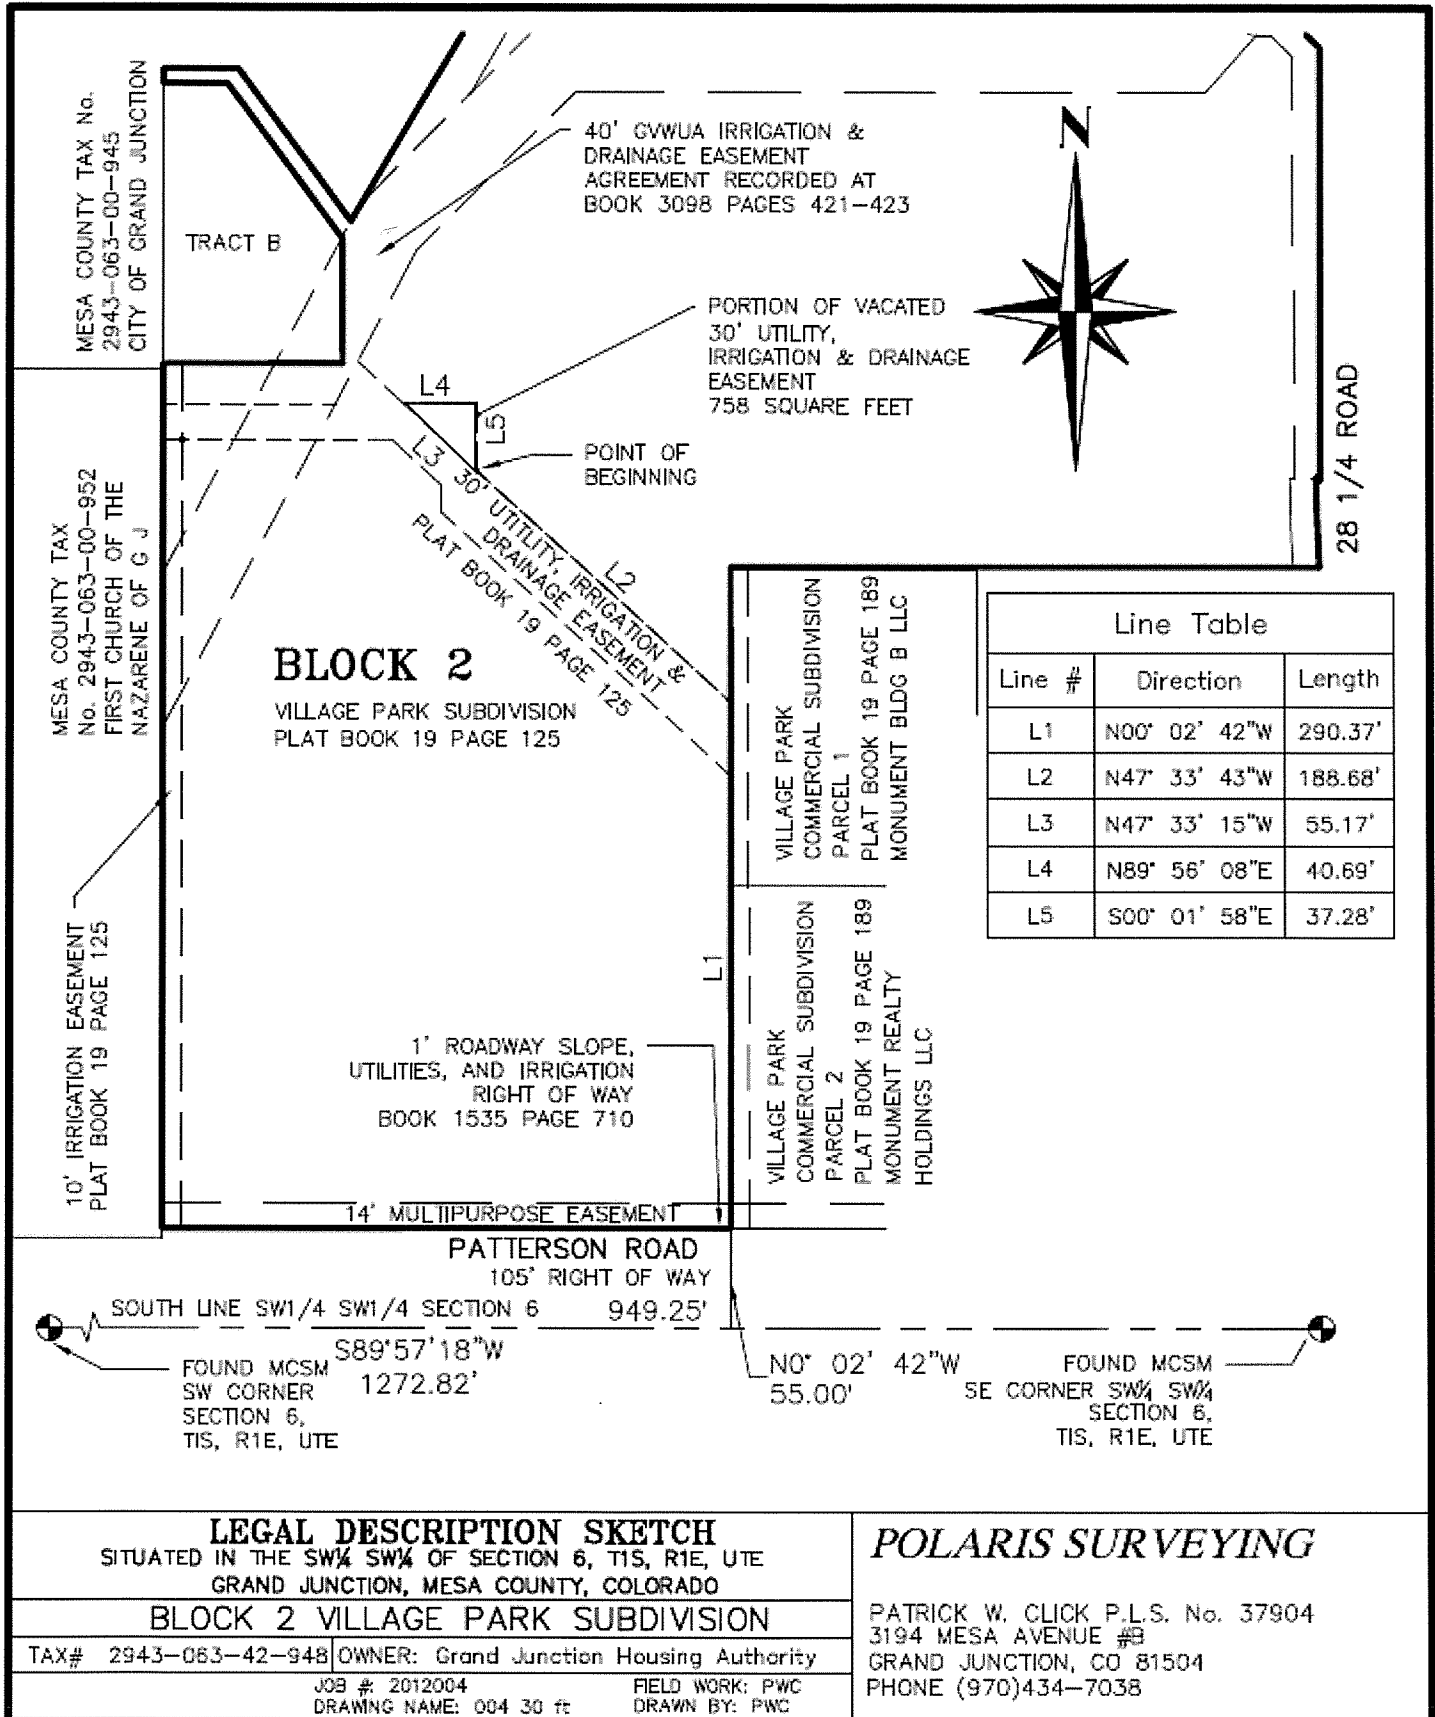 MESA COUNTY TAX No.
2943-063-00-945
CITY OF GRAND JUNCTION
TRACT B
40' GVWUA IRRIGATION &
DRAINAGE EASEMENT
AGREEMENT RECORDED AT
BOOK 3098 PAGES 421-423
N
PORTION OF VACATED
30' UTILITY,
IRRIGATION & DRAINAGE
EASEMENT
758 SQUARE FEET
L4
L5
L3
POINT OF
BEGINNING
28 1/4 ROAD
30' UTITLITY, IRRIGATION &
DRAINAGE EASEMENT
PLAT BOOK 19 PAGE 125
L2
MESA COUNTY TAX
No. 2943-063-00-952
FIRST CHURCH OF THE
NAZARENE OF G J
BLOCK 2
VILLAGE PARK SUBDIVISION
PLAT BOOK 19 PAGE 125
VILLAGE PARK
COMMERCIAL SUBDIVISION
PARCEL 1
PLAT BOOK 19 PAGE 189
MONUMENT BLDG B LLC
Line Table
Line # Direction Length
L1 N00° 02' 42"W 290.37'
L2 N47° 33' 43"W 188.68'
L3 N47° 33' 15"W 55.17'
L4 N89° 56' 08"E 40.69'
L5 S00° 01' 58"E 37.28'
10' IRRIGATION EASEMENT
PLAT BOOK 19 PAGE 125
L1
VILLAGE PARK
COMMERCIAL SUBDIVISION
PARCEL 2
PLAT BOOK 19 PAGE 189
MONUMENT REALTY
HOLDINGS LLC
1' ROADWAY SLOPE,
UTILITIES, AND IRRIGATION
RIGHT OF WAY
BOOK 1535 PAGE 710
14' MULTIPURPOSE EASEMENT
PATTERSON ROAD
105' RIGHT OF WAY
SOUTH LINE SW1/4 SW1/4 SECTION 6 949.25'
S89°57'18"W
1272.82'
FOUND MCSM
SW CORNER
SECTION 6,
T1S, R1E, UTE
N0° 02' 42"W
55.00'
FOUND MCSM
SE CORNER SW¼ SW¼
SECTION 6,
T1S, R1E, UTE
LEGAL DESCRIPTION SKETCH
SITUATED IN THE SW¼ SW¼ OF SECTION 6, T1S, R1E, UTE
GRAND JUNCTION, MESA COUNTY, COLORADO
BLOCK 2 VILLAGE PARK SUBDIVISION
TAX# 2943-063-42-948 OWNER: Grand Junction Housing Authority
JOB #: 2012004 FIELD WORK: PWC
DRAWING NAME: 004 30 ft DRAWN BY: PWC
POLARIS SURVEYING
PATRICK W. CLICK P.L.S. No. 37904
3194 MESA AVENUE #B
GRAND JUNCTION, CO 81504
PHONE (970)434-7038